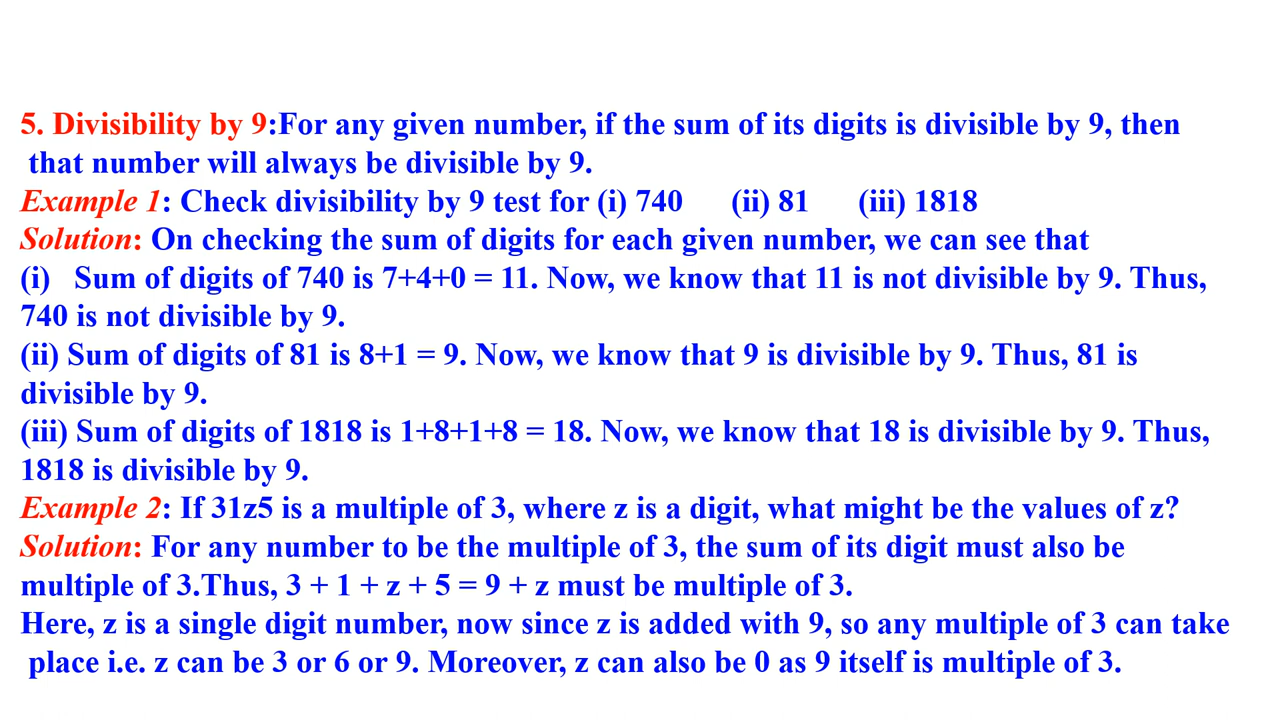 5. Divisibility by 9:For any given number, if the sum of its digits is divisible by 9, then
that number will always be divisible by 9.
Example 1: Check divisibility by 9 test for (i) 740 (ii) 81 (iii) 1818
Solution: On checking the sum of digits for each given number, we can see that
(i) Sum of digits of 740 is 7+4+0 = 11. Now, we know that 11 is not divisible by 9. Thus,
740 is not divisible by 9.
(ii) Sum of digits of 81 is 8+1 = 9. Now, we know that 9 is divisible by 9. Thus, 81 is
divisible by 9.
(iii) Sum of digits of 1818 is 1+8+1+8 = 18. Now, we know that 18 is divisible by 9. Thus,
1818 is divisible by 9.
Example 2: If 31z5 is a multiple of 3, where z is a digit, what might be the values of z?
Solution: For any number to be the multiple of 3, the sum of its digit must also be
multiple of 3.Thus, 3 + 1 + z + 5 = 9 + z must be multiple of 3.
Here, z is a single digit number, now since z is added with 9, so any multiple of 3 can take
place i.e. z can be 3 or 6 or 9. Moreover, z can also be 0 as 9 itself is multiple of 3.